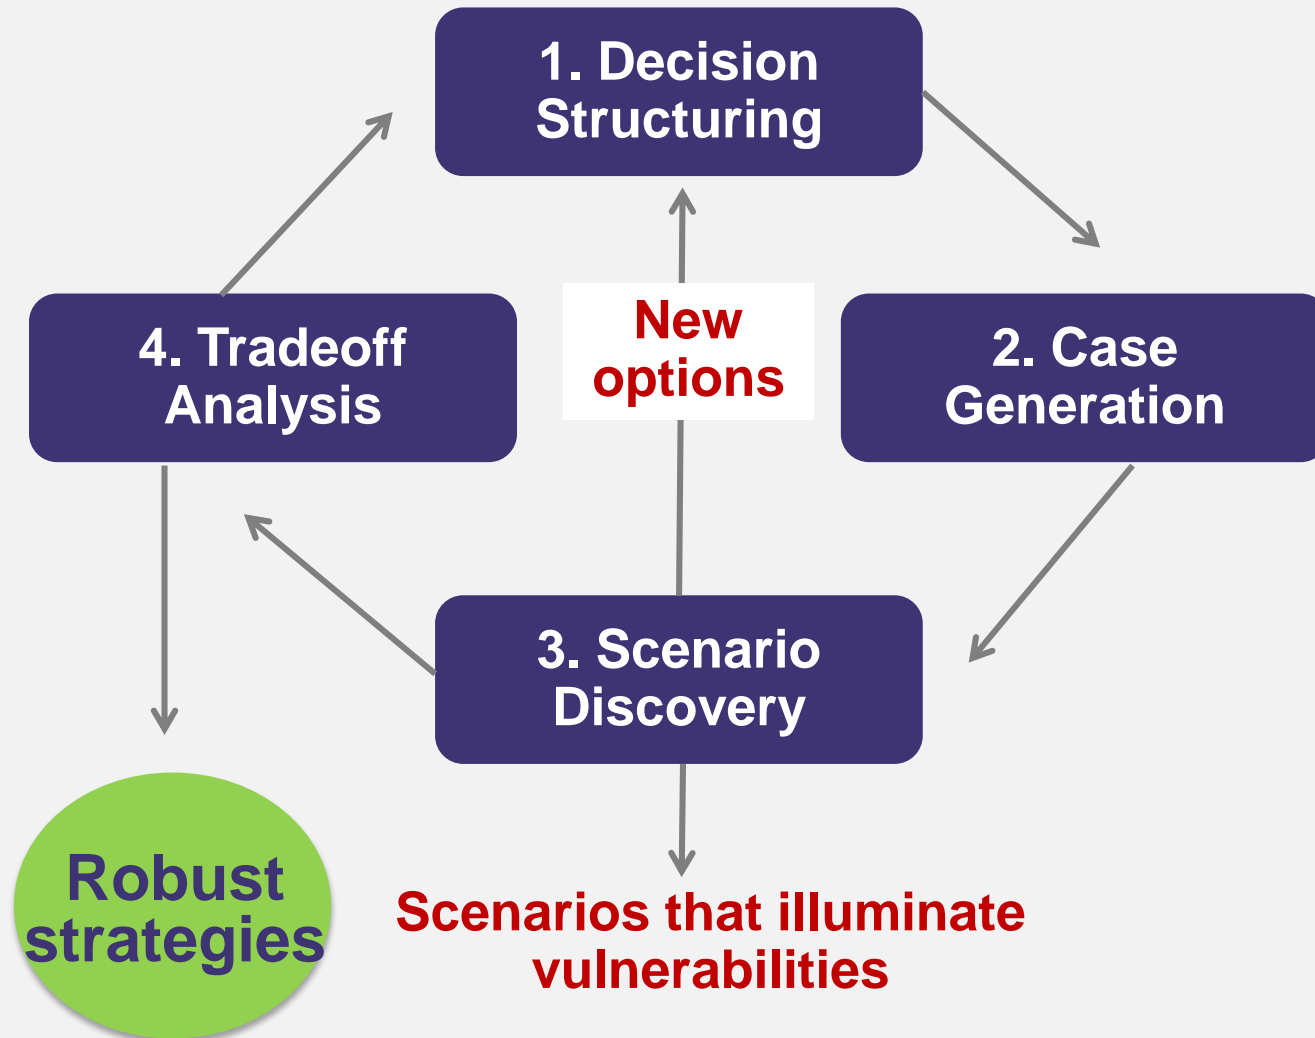 1. Decision
Structuring
New
options
4. Tradeoff
Analysis
2. Case
Generation
3. Scenario
Discovery
Robust
strategies
Scenarios that illuminate
vulnerabilities